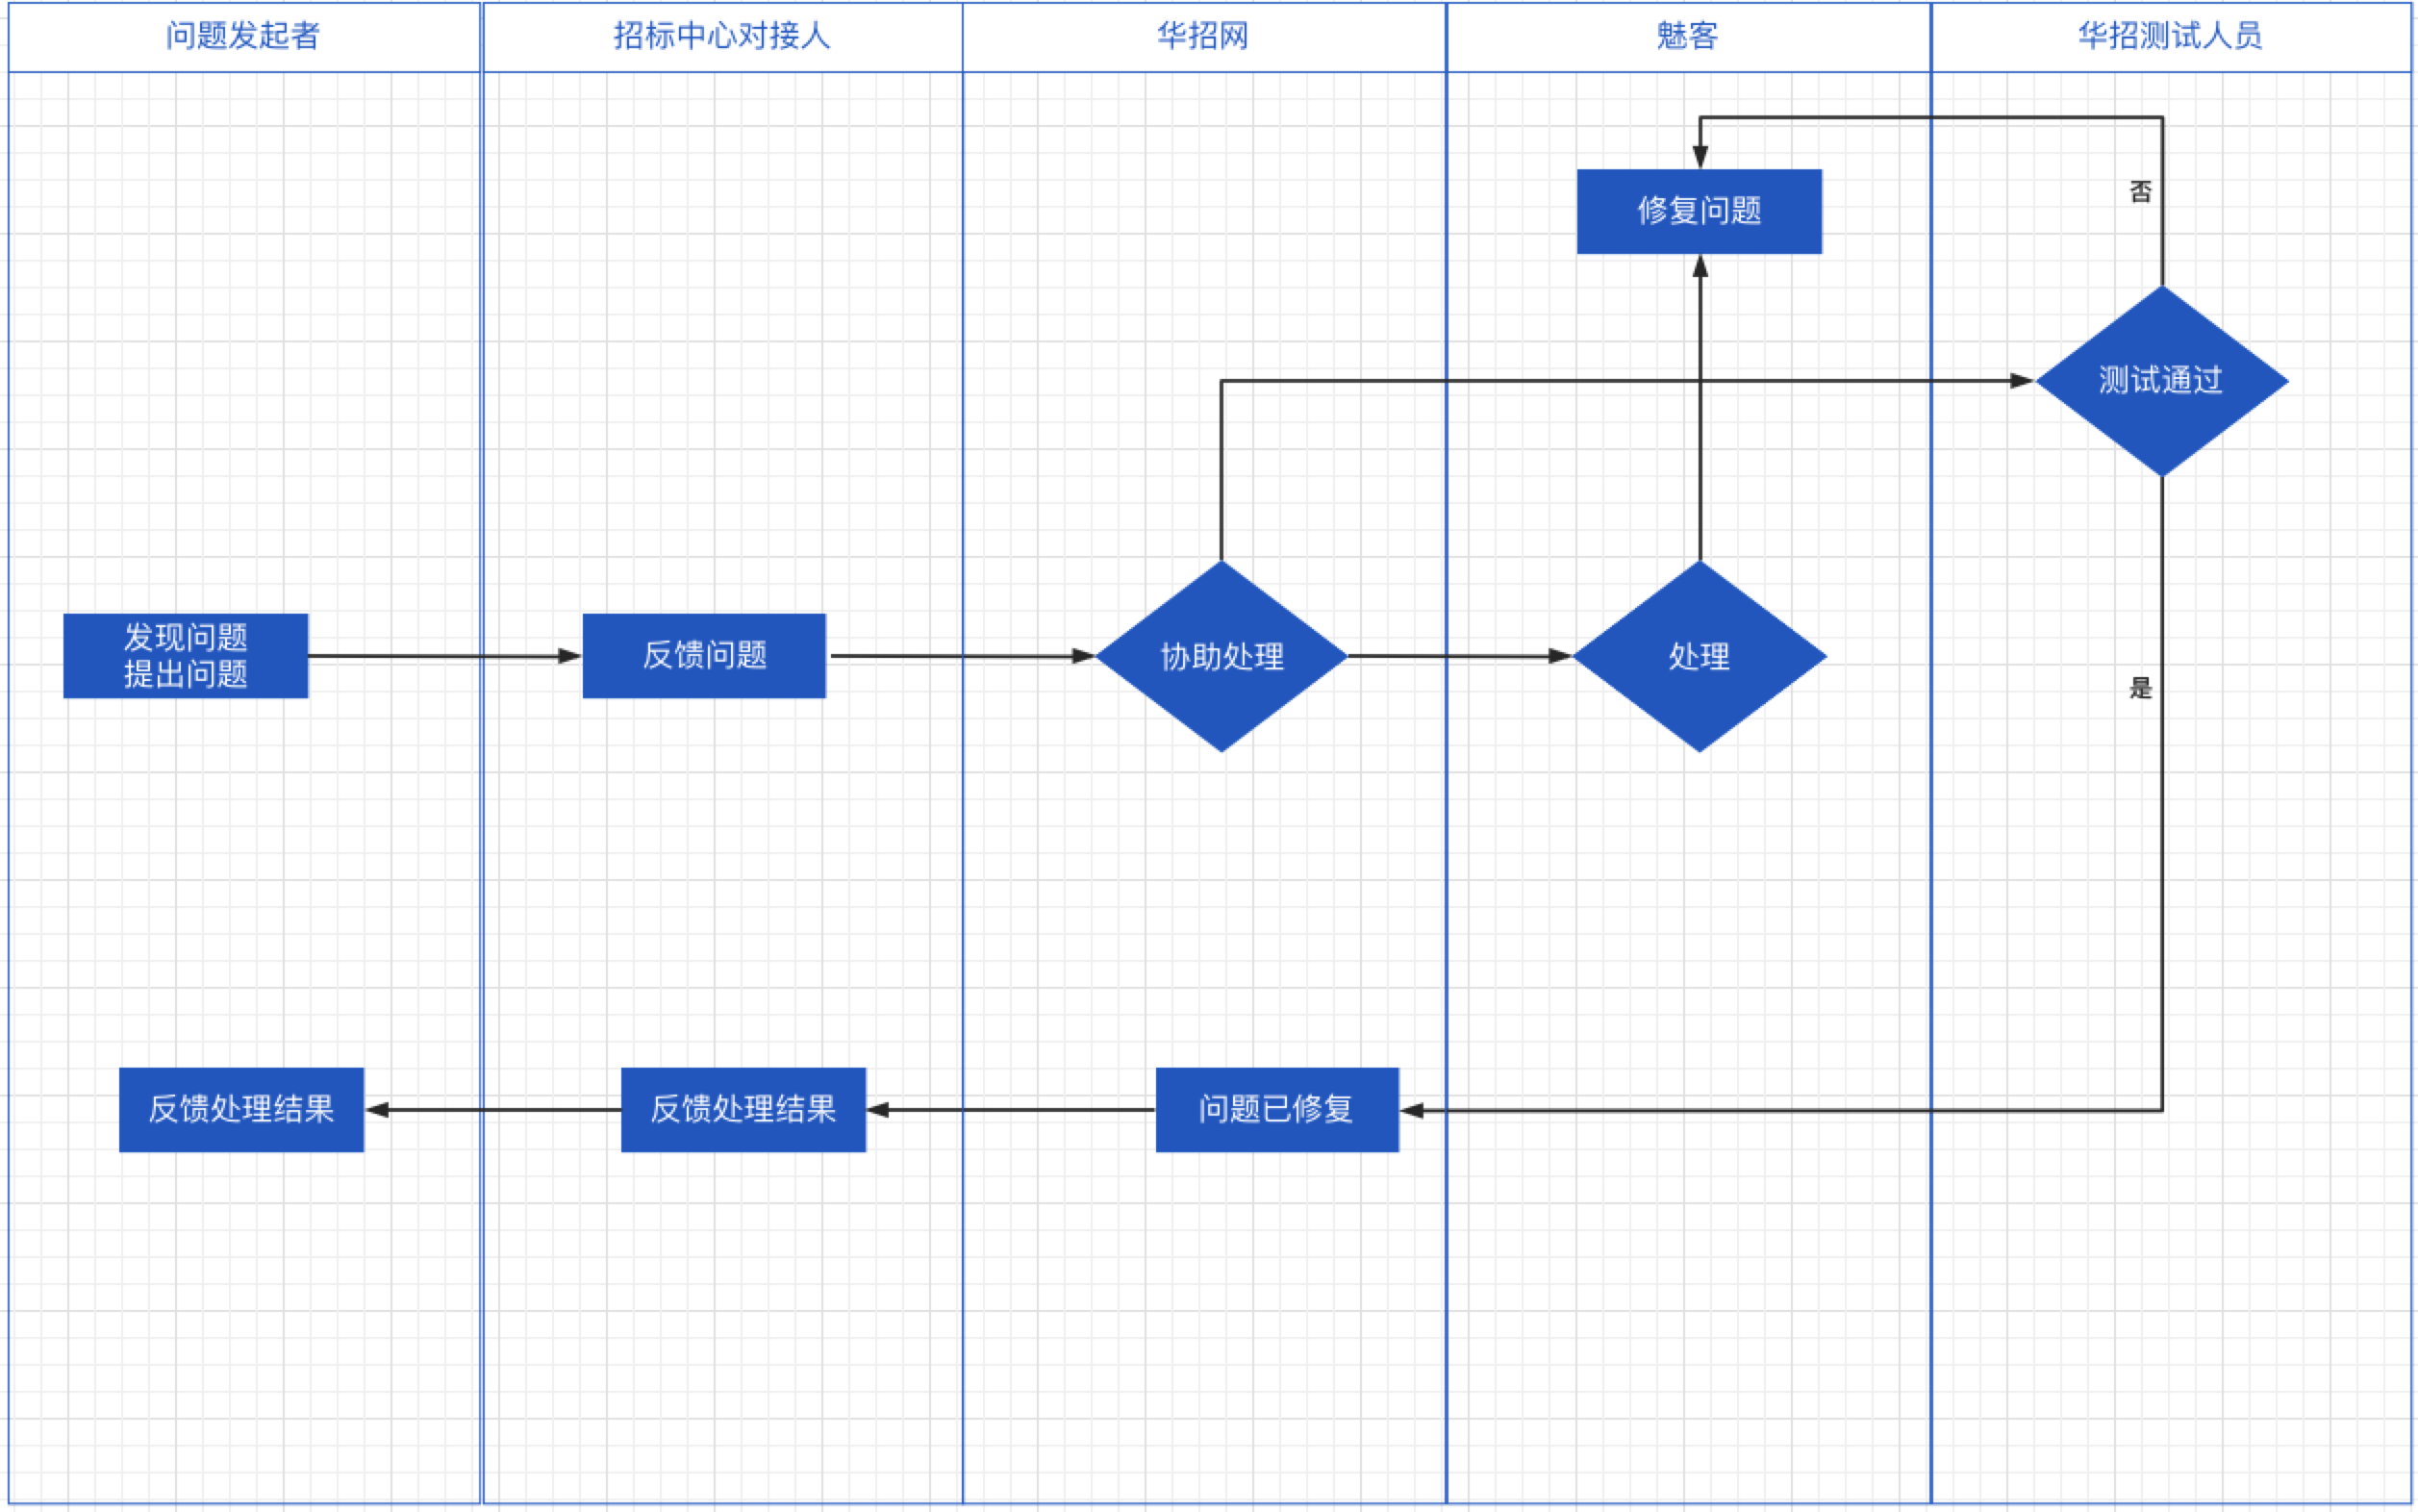 问题发起者
招标中心对接人
华招网
魅客
华招测试人员
修复问题
否
测试通过
发现问题
提出问题
反馈问题
协助处理
处理
是
反馈处理结果
反馈处理结果
问题已修复